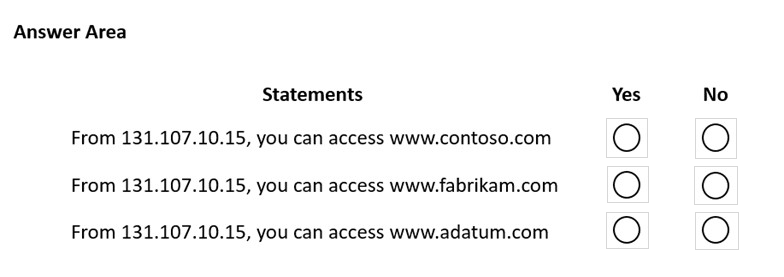 Answer Area
Statements Yes No
From 131.107.10.15, you can access www.contoso.com
From 131.107.10.15, you can access www.fabrikam.com
From 131.107.10.15, you can access www.adatum.com